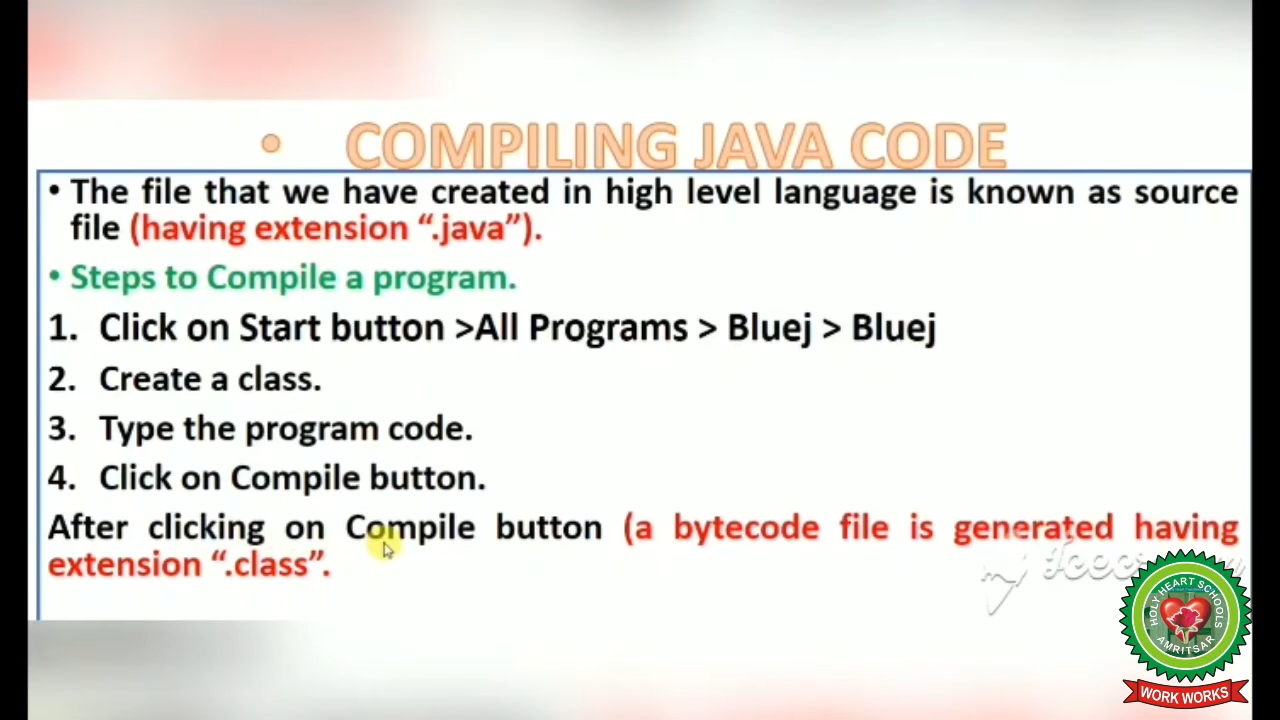 • COMPILING JAVA CODE
• The file that we have created in high level language is known as source
file (having extension “.java”).
• Steps to Compile a program.
1. Click on Start button >All Programs > Bluej > Bluej
2. Create a class.
3. Type the program code.
4. Click on Compile button.
After clicking on Compile button (a bytecode file is generated having
extension “.class”.
HOLY HEART SCHOOLS
AMRITSAR
WORK WORKS